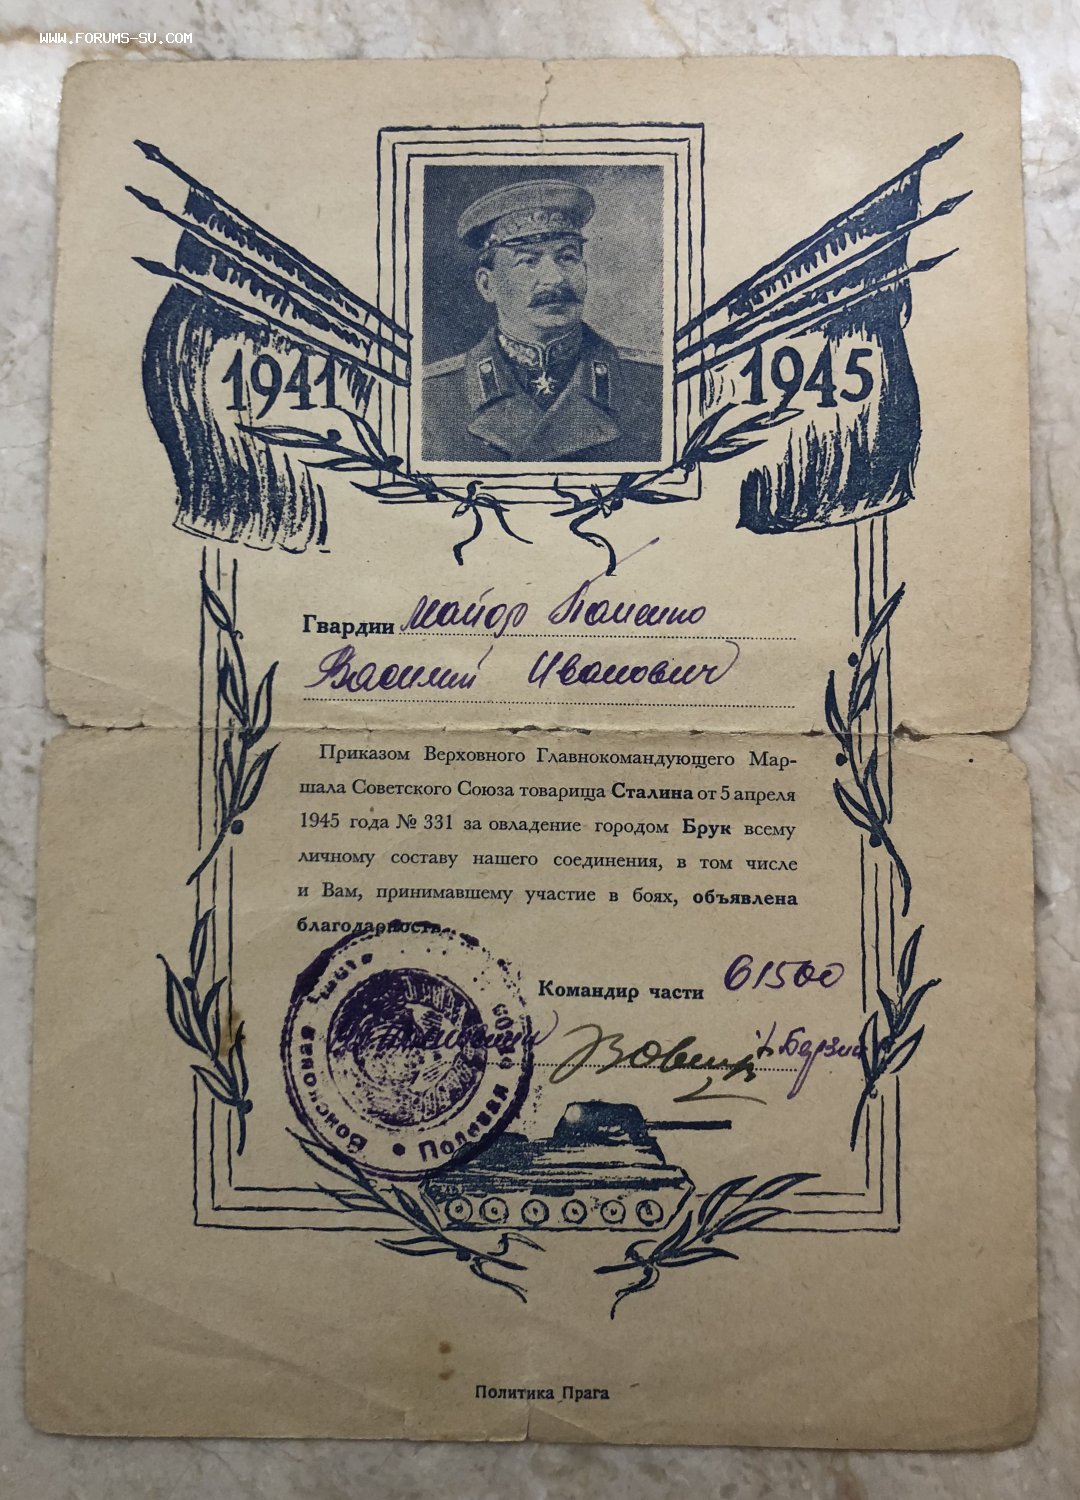 WWW.FORUMS-SU.COM
1941 1945
Гвардии майор
Василий Иванович
Приказом Верховного Главнокомандующего Мар-
шала Советского Союза товарища Сталина от 5 апреля
1945 года № 331 за овладение городом Брук всему
личному составу нашего соединения, в том числе
и Вам, принимавшему участие в боях, объявлена
благодарность.
Командир части 61500
Войсковая часть
Полевая
Политика Прага